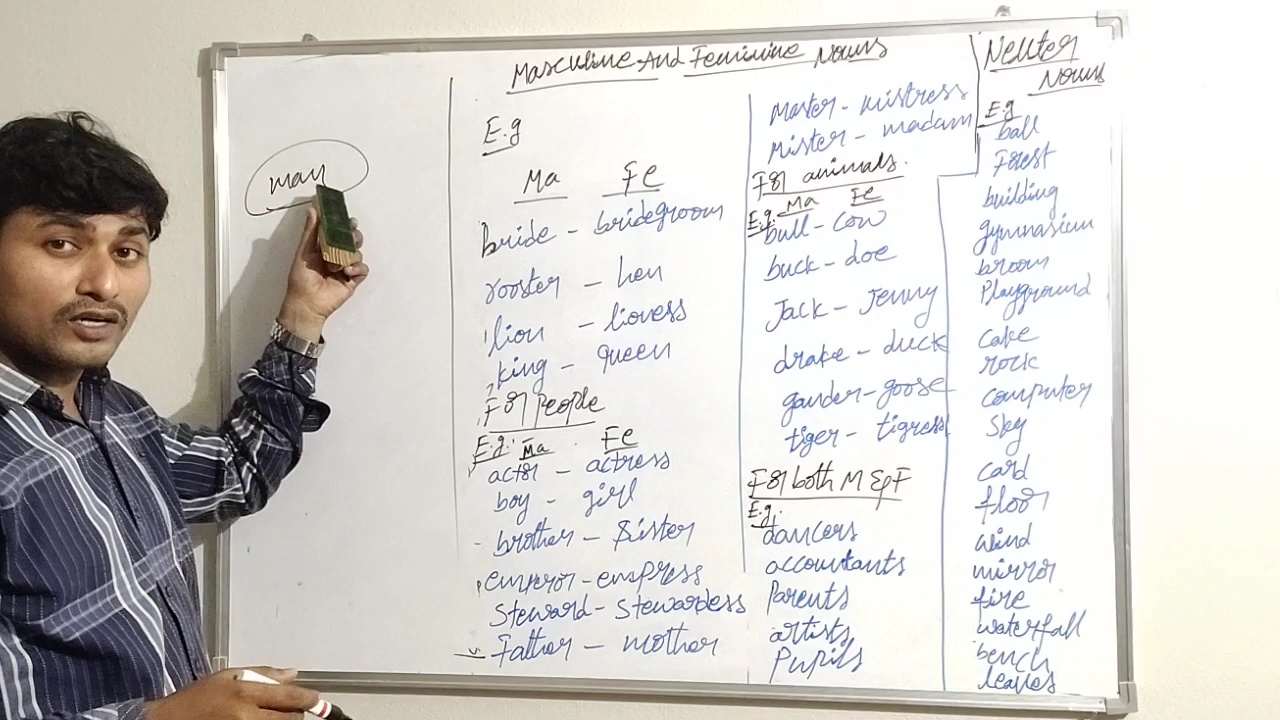 Masculine And Feminine Nouns
man
E.g
Ma Fe
bride - bridegroom
rooster - hen
lion - lioness
king - queen
For People
E.g. Ma Fe
actor - actress
boy - girl
brother - Sister
emperor - empress
Steward - Stewardess
Father - mother
Master - mistress
Mister - madam
For animals.
E.g. Ma Fe
bull - cow
buck - doe
Jack - Jenny
drake - duck
gander - goose
tiger - tigress
For both M & F
E.g.
dancers
accountants
Parents
artists
Pupils
Neuter
Nouns
E.g
ball
Forest
building
gymnasium
broom
Playground
Cake
rock
computer
Sky
card
floor
wind
mirror
fire
waterfall
bench
leaves